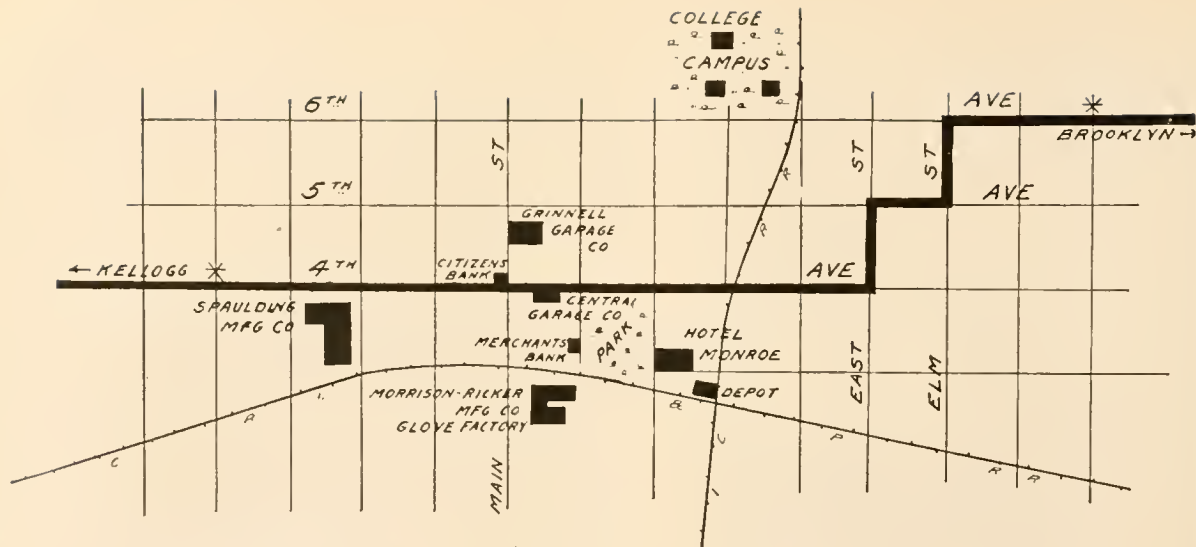 COLLEGE
CAMPUS
6TH
AVE
BROOKLYN →
ST
ST
ST
5TH
AVE
GRINNELL
GARAGE
CO
CITIZENS
BANK
← KELLOGG
4TH
AVE
SPAULDING
MFG CO
CENTRAL
GARAGE CO
PARK
MERCHANTS
BANK
HOTEL
MONROE
DEPOT
EAST
ELM
MORRISON-RICKER
MFG CO
GLOVE FACTORY
MAIN
C
R
I
&
P
R
R
I
C
R
R